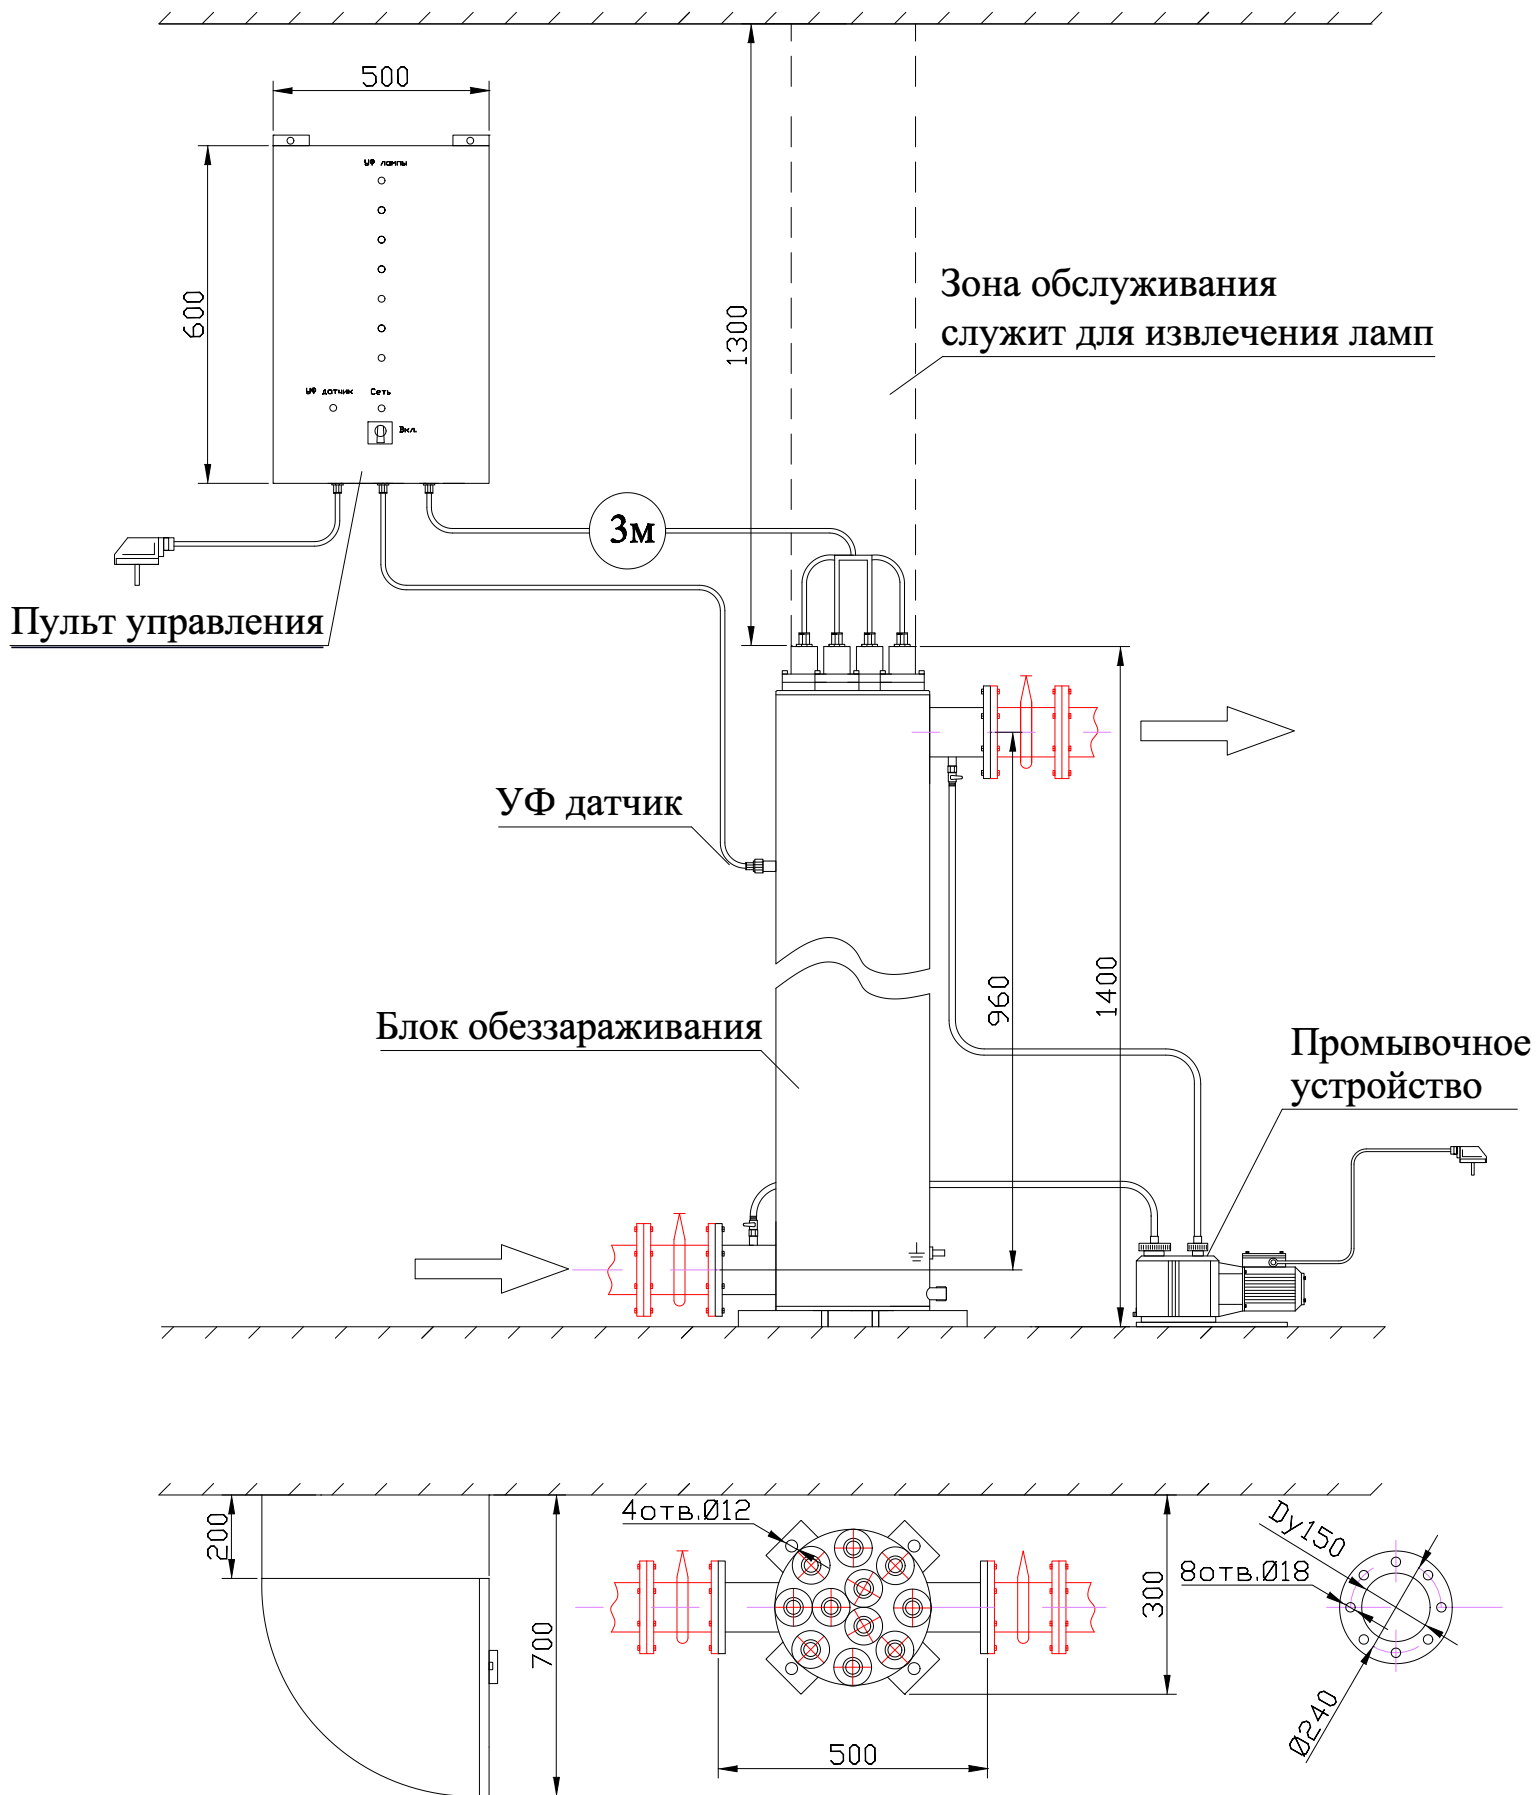 500
УФ лампы
600
1300
Зона обслуживания
служит для извлечения ламп
УФ датчик
Сеть
Вкл.
3м
Пульт управления
УФ датчик
960
1400
Блок обеззараживания
Промывочное
устройство
200
700
4отв.Ø12
500
300
Dу150
8отв.Ø18
Ø240